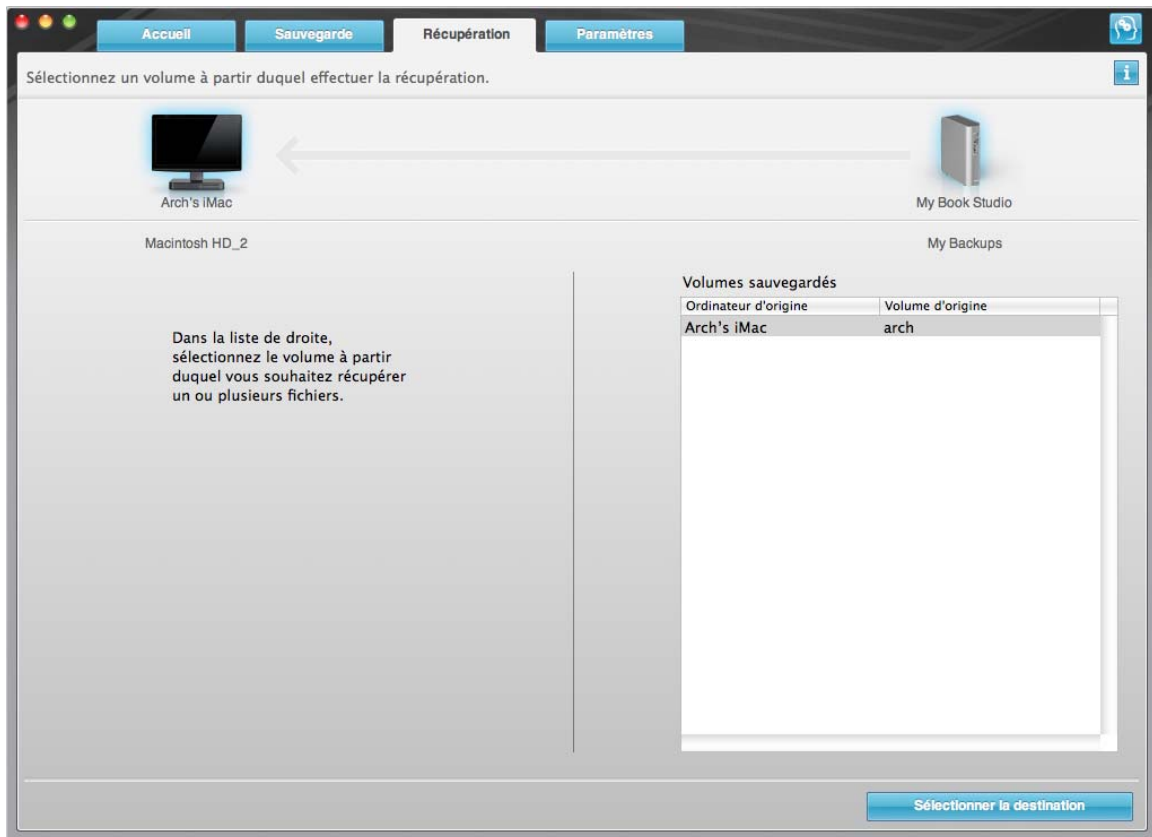 Accueil
Sauvegarde
Récupération
Paramètres
Sélectionnez un volume à partir duquel effectuer la récupération.
i
Arch's iMac
My Book Studio
Macintosh HD_2
My Backups
Dans la liste de droite,
sélectionnez le volume à partir
duquel vous souhaitez récupérer
un ou plusieurs fichiers.
Volumes sauvegardés
Ordinateur d'origine
Volume d'origine
Arch's iMac
arch
Sélectionner la destination